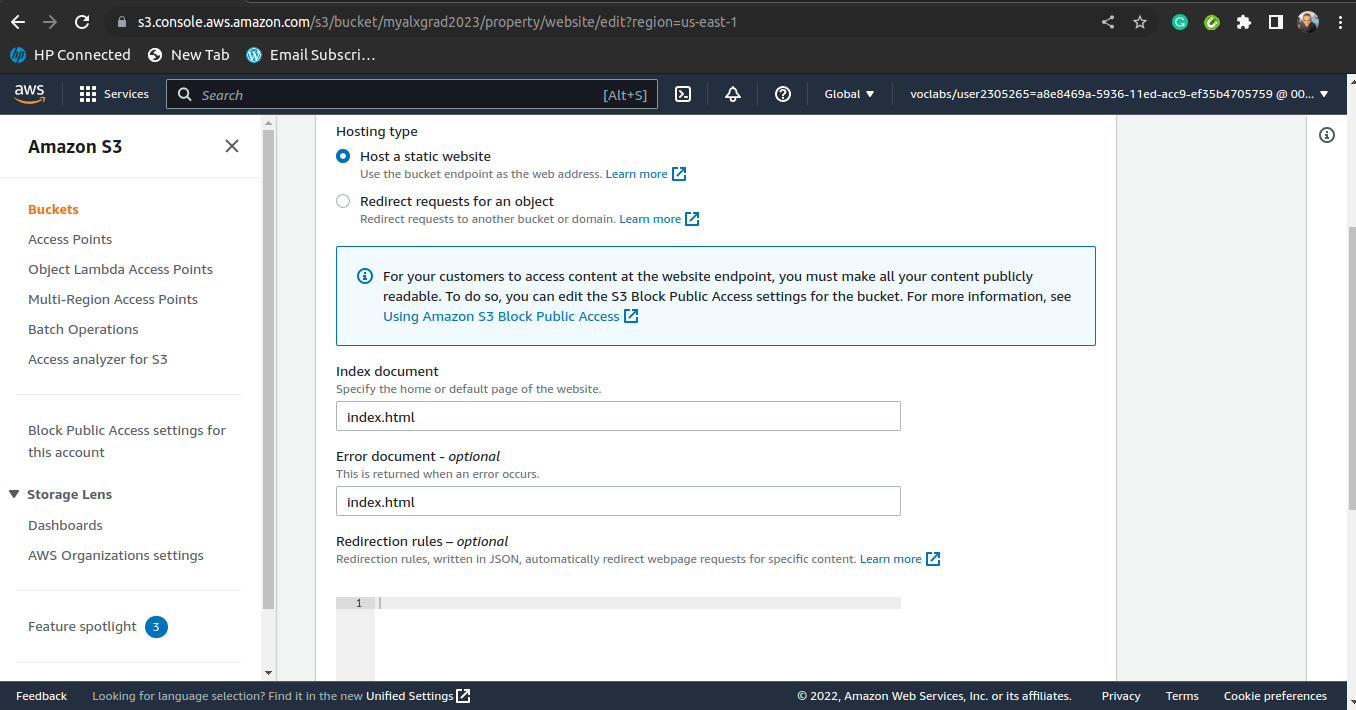 s3.console.aws.amazon.com/s3/bucket/myalxgrad2023/property/website/edit?region=us-east-1
HP Connected
New Tab
Email Subscri…
aws
Services
Search
[Alt+S]
Global
voclabs/user2305265=a8e8469a-5936-11ed-acc9-ef35b4705759 @ 00...
Amazon S3
Buckets
Access Points
Object Lambda Access Points
Multi-Region Access Points
Batch Operations
Access analyzer for S3
Block Public Access settings for
this account
Storage Lens
Dashboards
AWS Organizations settings
Feature spotlight 3
Hosting type
Host a static website
Use the bucket endpoint as the web address. Learn more
Redirect requests for an object
Redirect requests to another bucket or domain. Learn more
For your customers to access content at the website endpoint, you must make all your content publicly
readable. To do so, you can edit the S3 Block Public Access settings for the bucket. For more information, see
Using Amazon S3 Block Public Access
Index document
Specify the home or default page of the website.
index.html
Error document - optional
This is returned when an error occurs.
index.html
Redirection rules – optional
Redirection rules, written in JSON, automatically redirect webpage requests for specific content. Learn more
1
Feedback
Looking for language selection? Find it in the new Unified Settings
© 2022, Amazon Web Services, Inc. or its affiliates.
Privacy
Terms
Cookie preferences